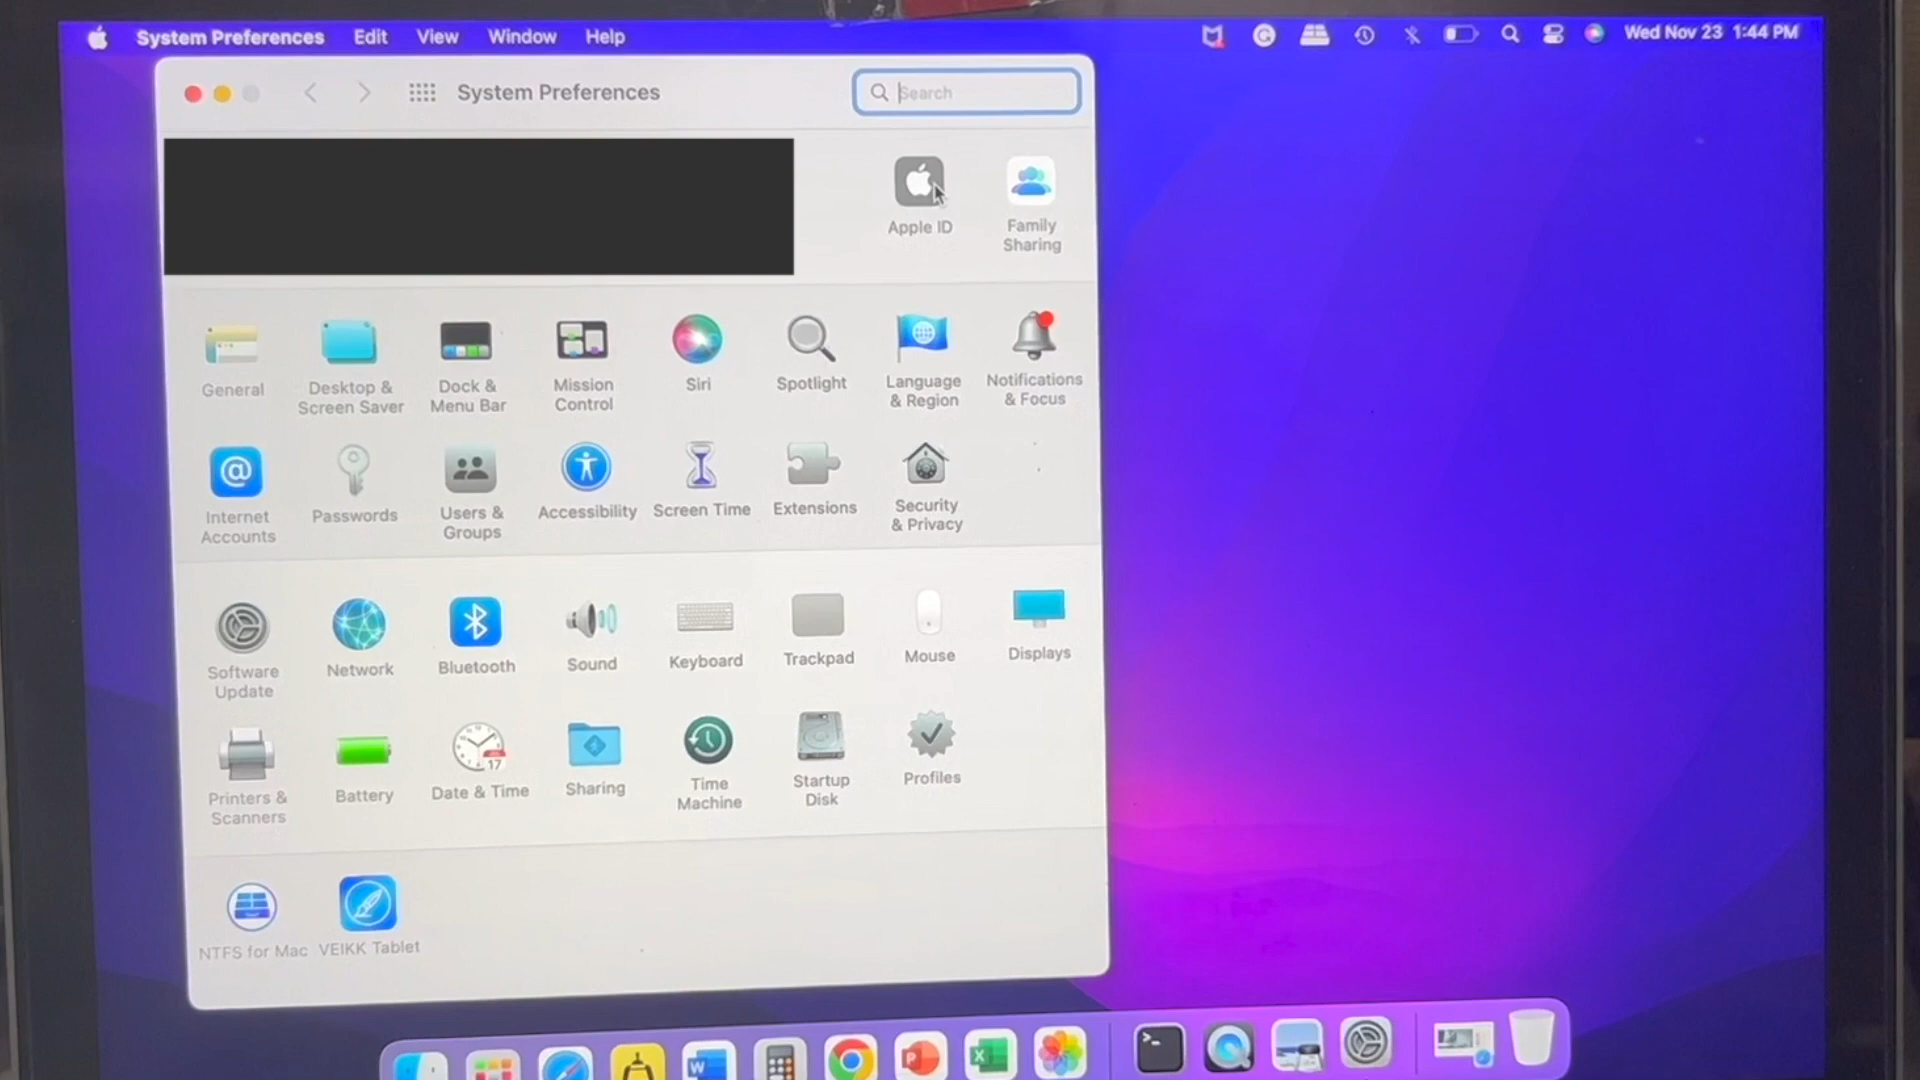 System Preferences Edit View Window Help Wed Nov 23 1:44 PM
System Preferences
Search
Apple ID
Family
Sharing
General
Desktop &
Screen Saver
Dock &
Menu Bar
Mission
Control
Siri
Spotlight
Language
& Region
Notifications
& Focus
Internet
Accounts
Passwords
Users &
Groups
Accessibility
Screen Time
Extensions
Security
& Privacy
Software
Update
Network
Bluetooth
Sound
Keyboard
Trackpad
Mouse
Displays
Printers &
Scanners
Battery
17
Date & Time
Sharing
Time
Machine
Startup
Disk
Profiles
NTFS for Mac
VEIKK Tablet
W
P
X